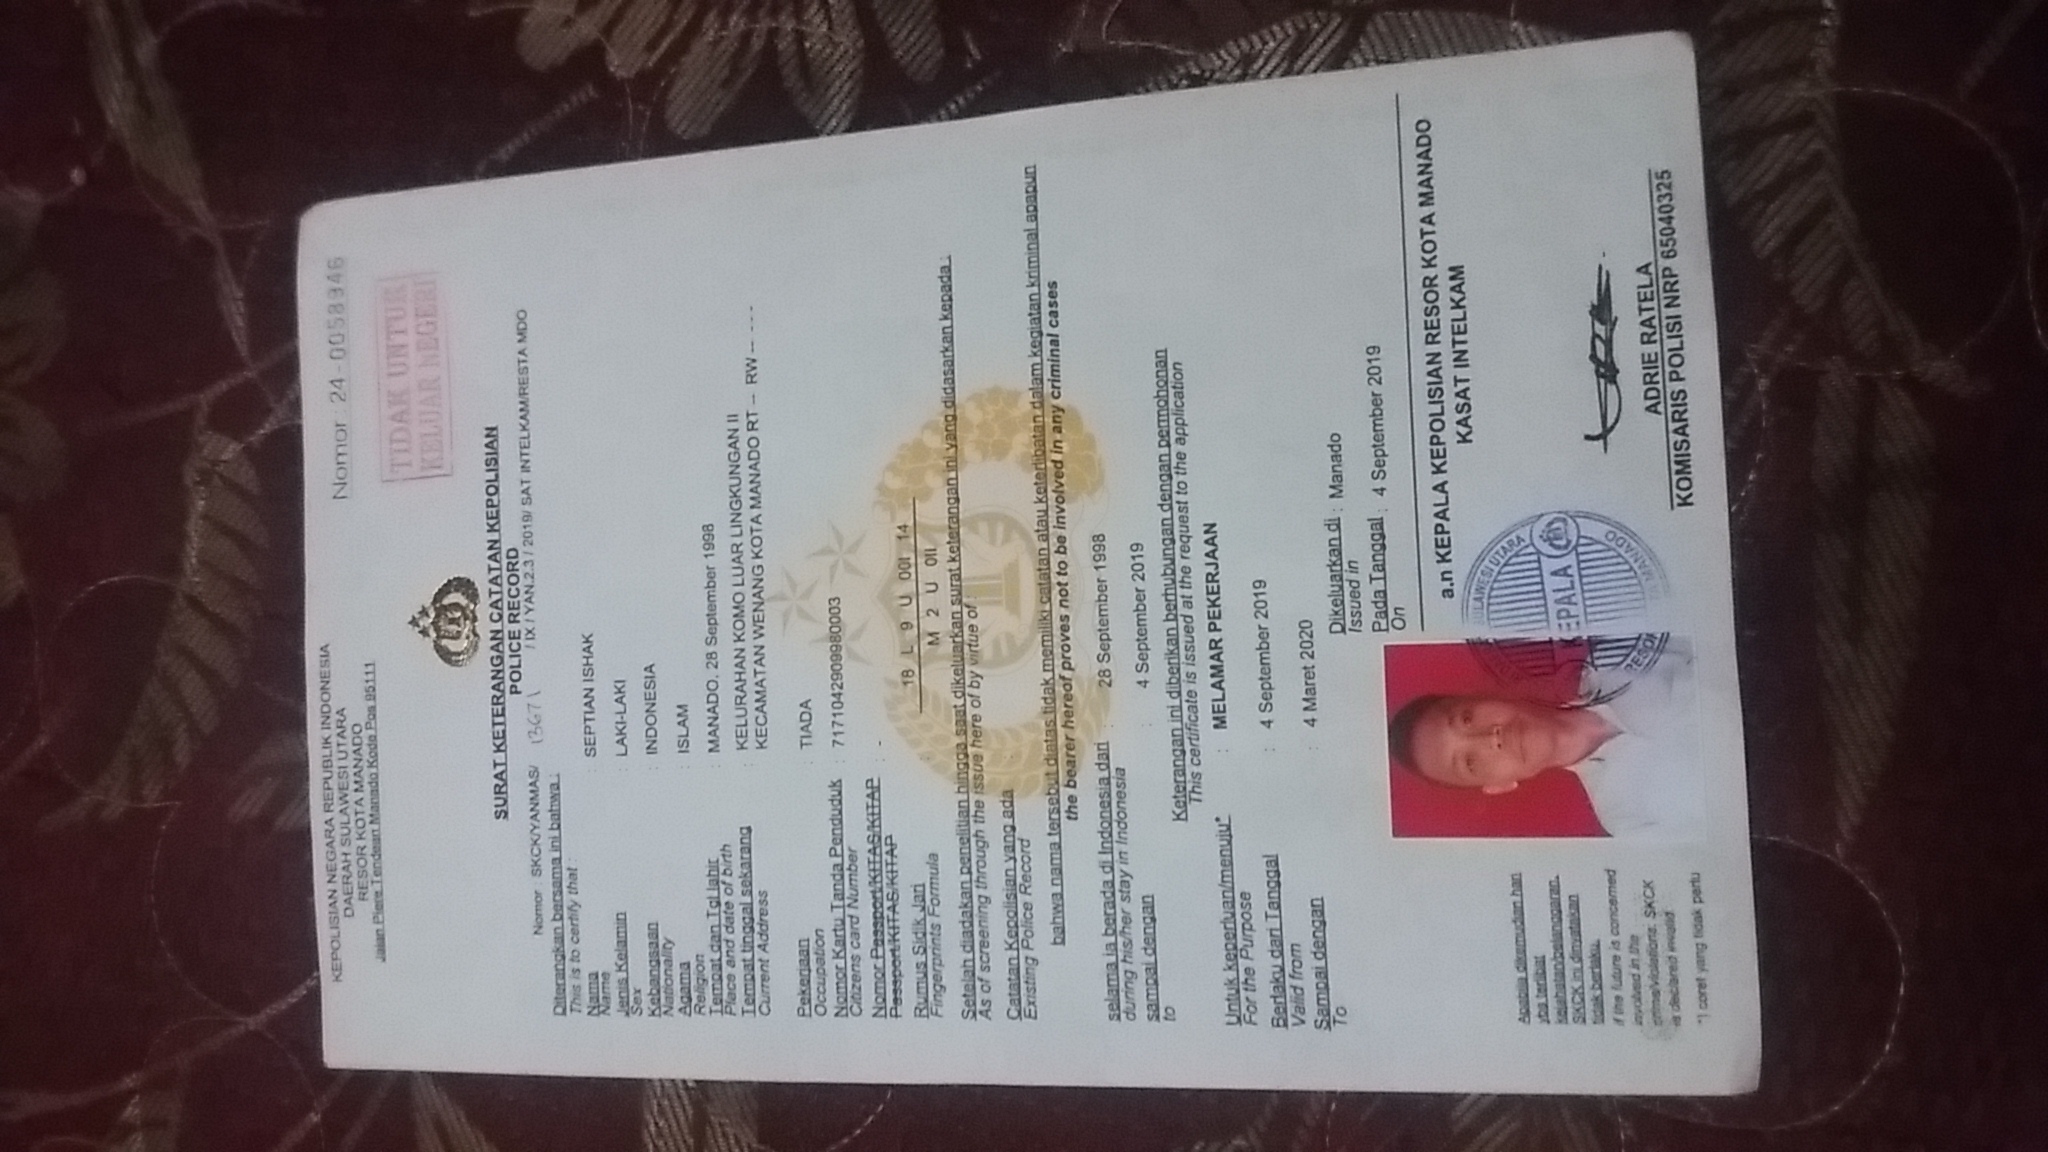 KEPOLISIAN NEGARA REPUBLIK INDONESIA
DAERAH SULAWESI UTARA
RESOR KOTA MANADO
Jalan Piere Tendean Manado Kode Pos 95111
Nomor : 24-0058946
TIDAK UNTUK
KELUAR NEGERI
SURAT KETERANGAN CATATAN KEPOLISIAN
POLICE RECORD
Nomor : SKCK/YANMAS/ 13671 / IX / YAN.2.3 / 2019/ SAT INTELKAM/RESTA MDO
Diterangkan bersama ini bahwa :
This is to certify that :
Nama : SEPTIAN ISHAK
Name
Jenis Kelamin : LAKI-LAKI
Sex
Kebangsaan : INDONESIA
Nationality
Agama : ISLAM
Religion
Tempat dan Tgl lahir : MANADO, 28 September 1998
Place and date of birth
Tempat tinggal sekarang : KELURAHAN KOMO LUAR LINGKUNGAN II
Current Address KECAMATAN WENANG KOTA MANADO RT -- RW -- ---
Pekerjaan : TIADA
Occupation
Nomor Kartu Tanda Penduduk : 7171042909980003
Citizens card Number
Nomor Passport/KITAS/KITAP : -
Passport/KITAS/KITAP
Rumus Sidik Jari : 18 L 9 U 00I 14
Fingerprints Formula M 2 U 0II
Setelah diadakan penelitian hingga saat dikeluarkan surat keterangan ini yang didasarkan kepada :
As of screening through the issue here of by virtue of :
Catatan Kepolisian yang ada :
Existing Police Record
bahwa nama tersebut diatas tidak memiliki catatan atau keterlibatan dalam kegiatan kriminal apapun
the bearer hereof proves not to be involved in any criminal cases
selama ia berada di Indonesia dari : 28 September 1998
during his/her stay in Indonesia
sampai dengan : 4 September 2019
to
Keterangan ini diberikan berhubungan dengan permohonan
This certificate is issued at the request to the application
Untuk keperluan/menuju* : MELAMAR PEKERJAAN
For the Purpose
Berlaku dari Tanggal : 4 September 2019
Valid from
Sampai dengan : 4 Maret 2020
To
Dikeluarkan di : Manado
Issued in
Pada Tanggal : 4 September 2019
On
a.n KEPALA KEPOLISIAN RESOR KOTA MANADO
KASAT INTELKAM
SULAWESI UTARA
KEPALA
RESOR KOTA MANADO
ADRIE RATELA
KOMISARIS POLISI NRP 65040325
Apabila dikemudian hari
yba terlibat
kejahatan/pelanggaran,
SKCK ini dinyatakan
tidak berlaku.
if the future is concerned
involved in the
crime/violations. SKCK
is declared invalid
*) coret yang tidak perlu